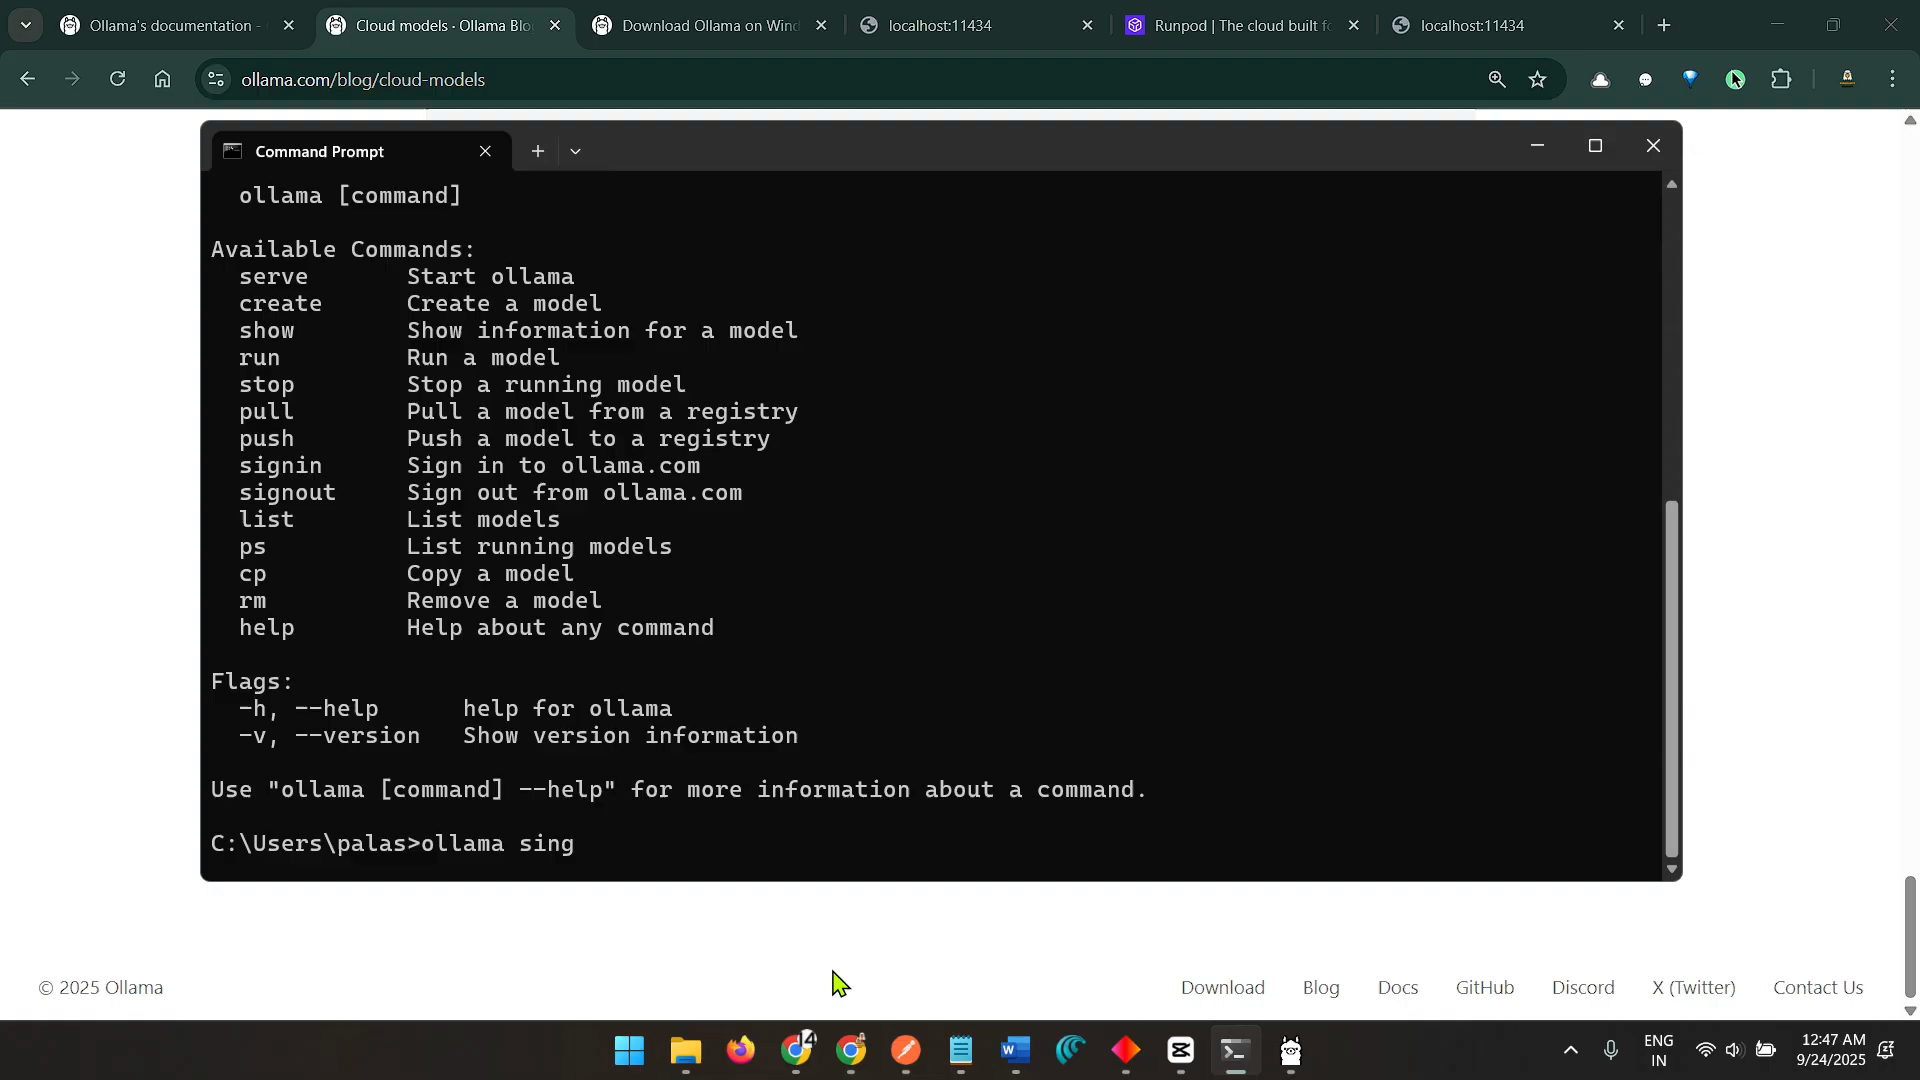 Ollama's documentation -
Cloud models · Ollama Blo
Download Ollama on Wind
localhost:11434
Runpod | The cloud built fo
localhost:11434
ollama.com/blog/cloud-models
Command Prompt
ollama [command]
Available Commands:
serve Start ollama
create Create a model
show Show information for a model
run Run a model
stop Stop a running model
pull Pull a model from a registry
push Push a model to a registry
signin Sign in to ollama.com
signout Sign out from ollama.com
list List models
ps List running models
cp Copy a model
rm Remove a model
help Help about any command
Flags:
-h, --help help for ollama
-v, --version Show version information
Use "ollama [command] --help" for more information about a command.
C:\Users\palas>ollama sing
© 2025 Ollama Download Blog Docs GitHub Discord X (Twitter) Contact Us
ENG
IN
12:47 AM
9/24/2025